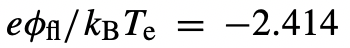 eϕ_fl/k_BT_e = −2.414